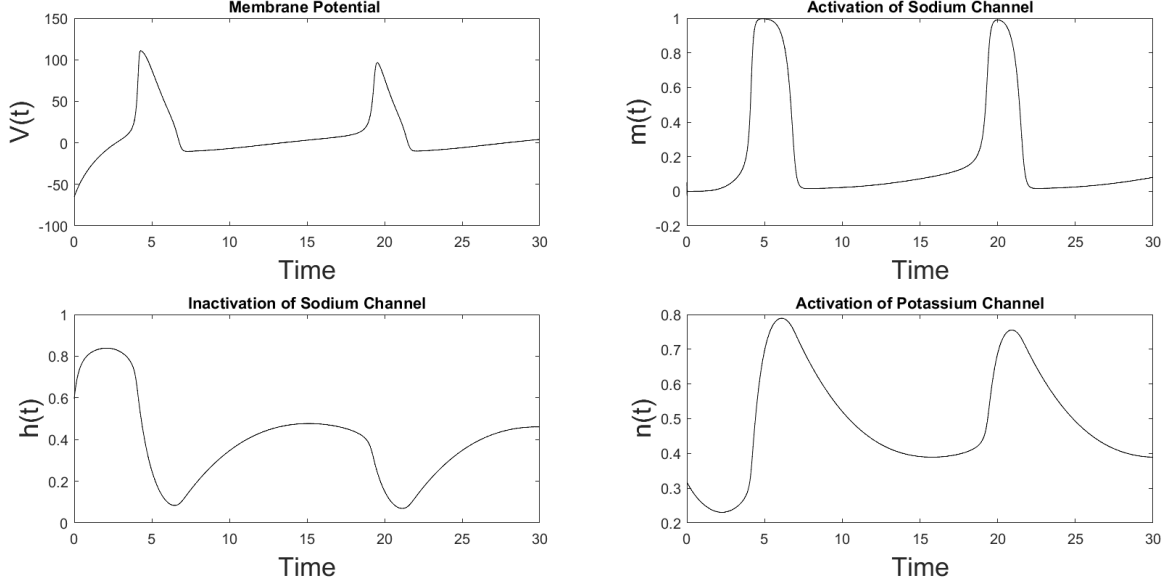 Membrane Potential
150
100
50
0
-50
-100
V(t)
0 5 10 15 20 25 30
Time
Activation of Sodium Channel
1
0.8
0.6
0.4
0.2
0
-0.2
m(t)
0 5 10 15 20 25 30
Time
Inactivation of Sodium Channel
1
0.8
0.6
0.4
0.2
0
h(t)
0 5 10 15 20 25 30
Time
Activation of Potassium Channel
0.8
0.7
0.6
0.5
0.4
0.3
0.2
n(t)
0 5 10 15 20 25 30
Time